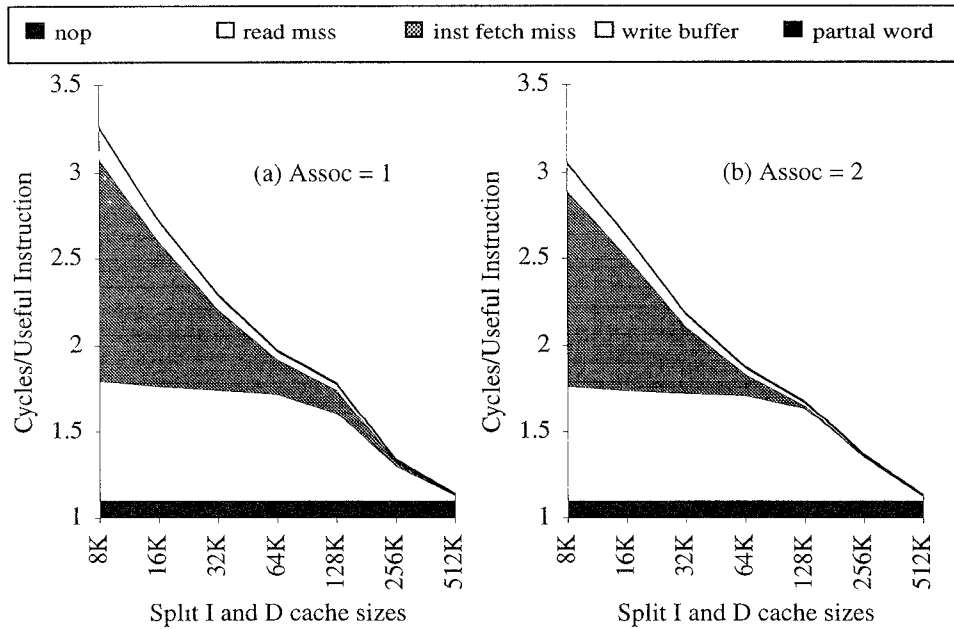 nop read miss inst fetch miss write buffer partial word
3.5
3
2.5
2
1.5
1
Cycles/Useful Instruction
(a) Assoc = 1
8K
16K
32K
64K
128K
256K
512K
Split I and D cache sizes
3.5
3
2.5
2
1.5
1
Cycles/Useful Instruction
(b) Assoc = 2
8K
16K
32K
64K
128K
256K
512K
Split I and D cache sizes